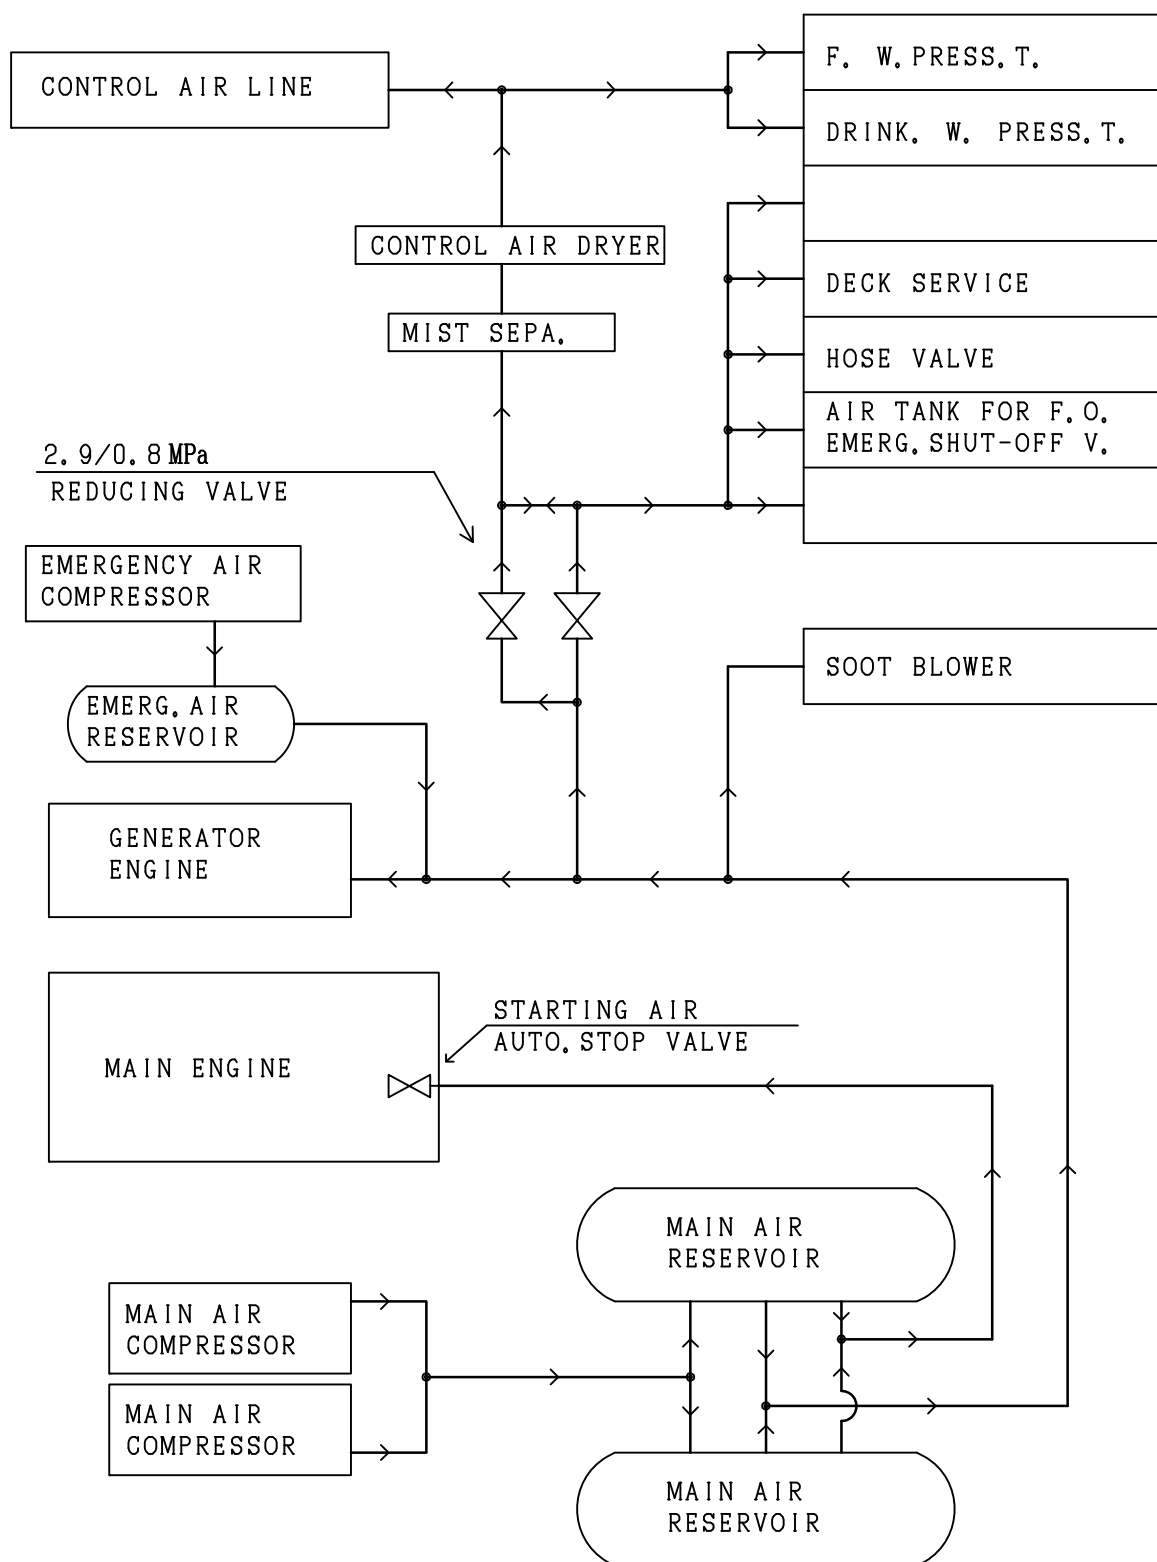 F. W. PRESS. T.
CONTROL AIR LINE
DRINK. W. PRESS. T.
CONTROL AIR DRYER
DECK SERVICE
MIST SEPA.
HOSE VALVE
AIR TANK FOR F. O.
EMERG. SHUT-OFF V.
2. 9/0. 8 MPa
REDUCING VALVE
EMERGENCY AIR
COMPRESSOR
SOOT BLOWER
EMERG. AIR
RESERVOIR
GENERATOR
ENGINE
STARTING AIR
AUTO. STOP VALVE
MAIN ENGINE
MAIN AIR
RESERVOIR
MAIN AIR
COMPRESSOR
MAIN AIR
COMPRESSOR
MAIN AIR
RESERVOIR